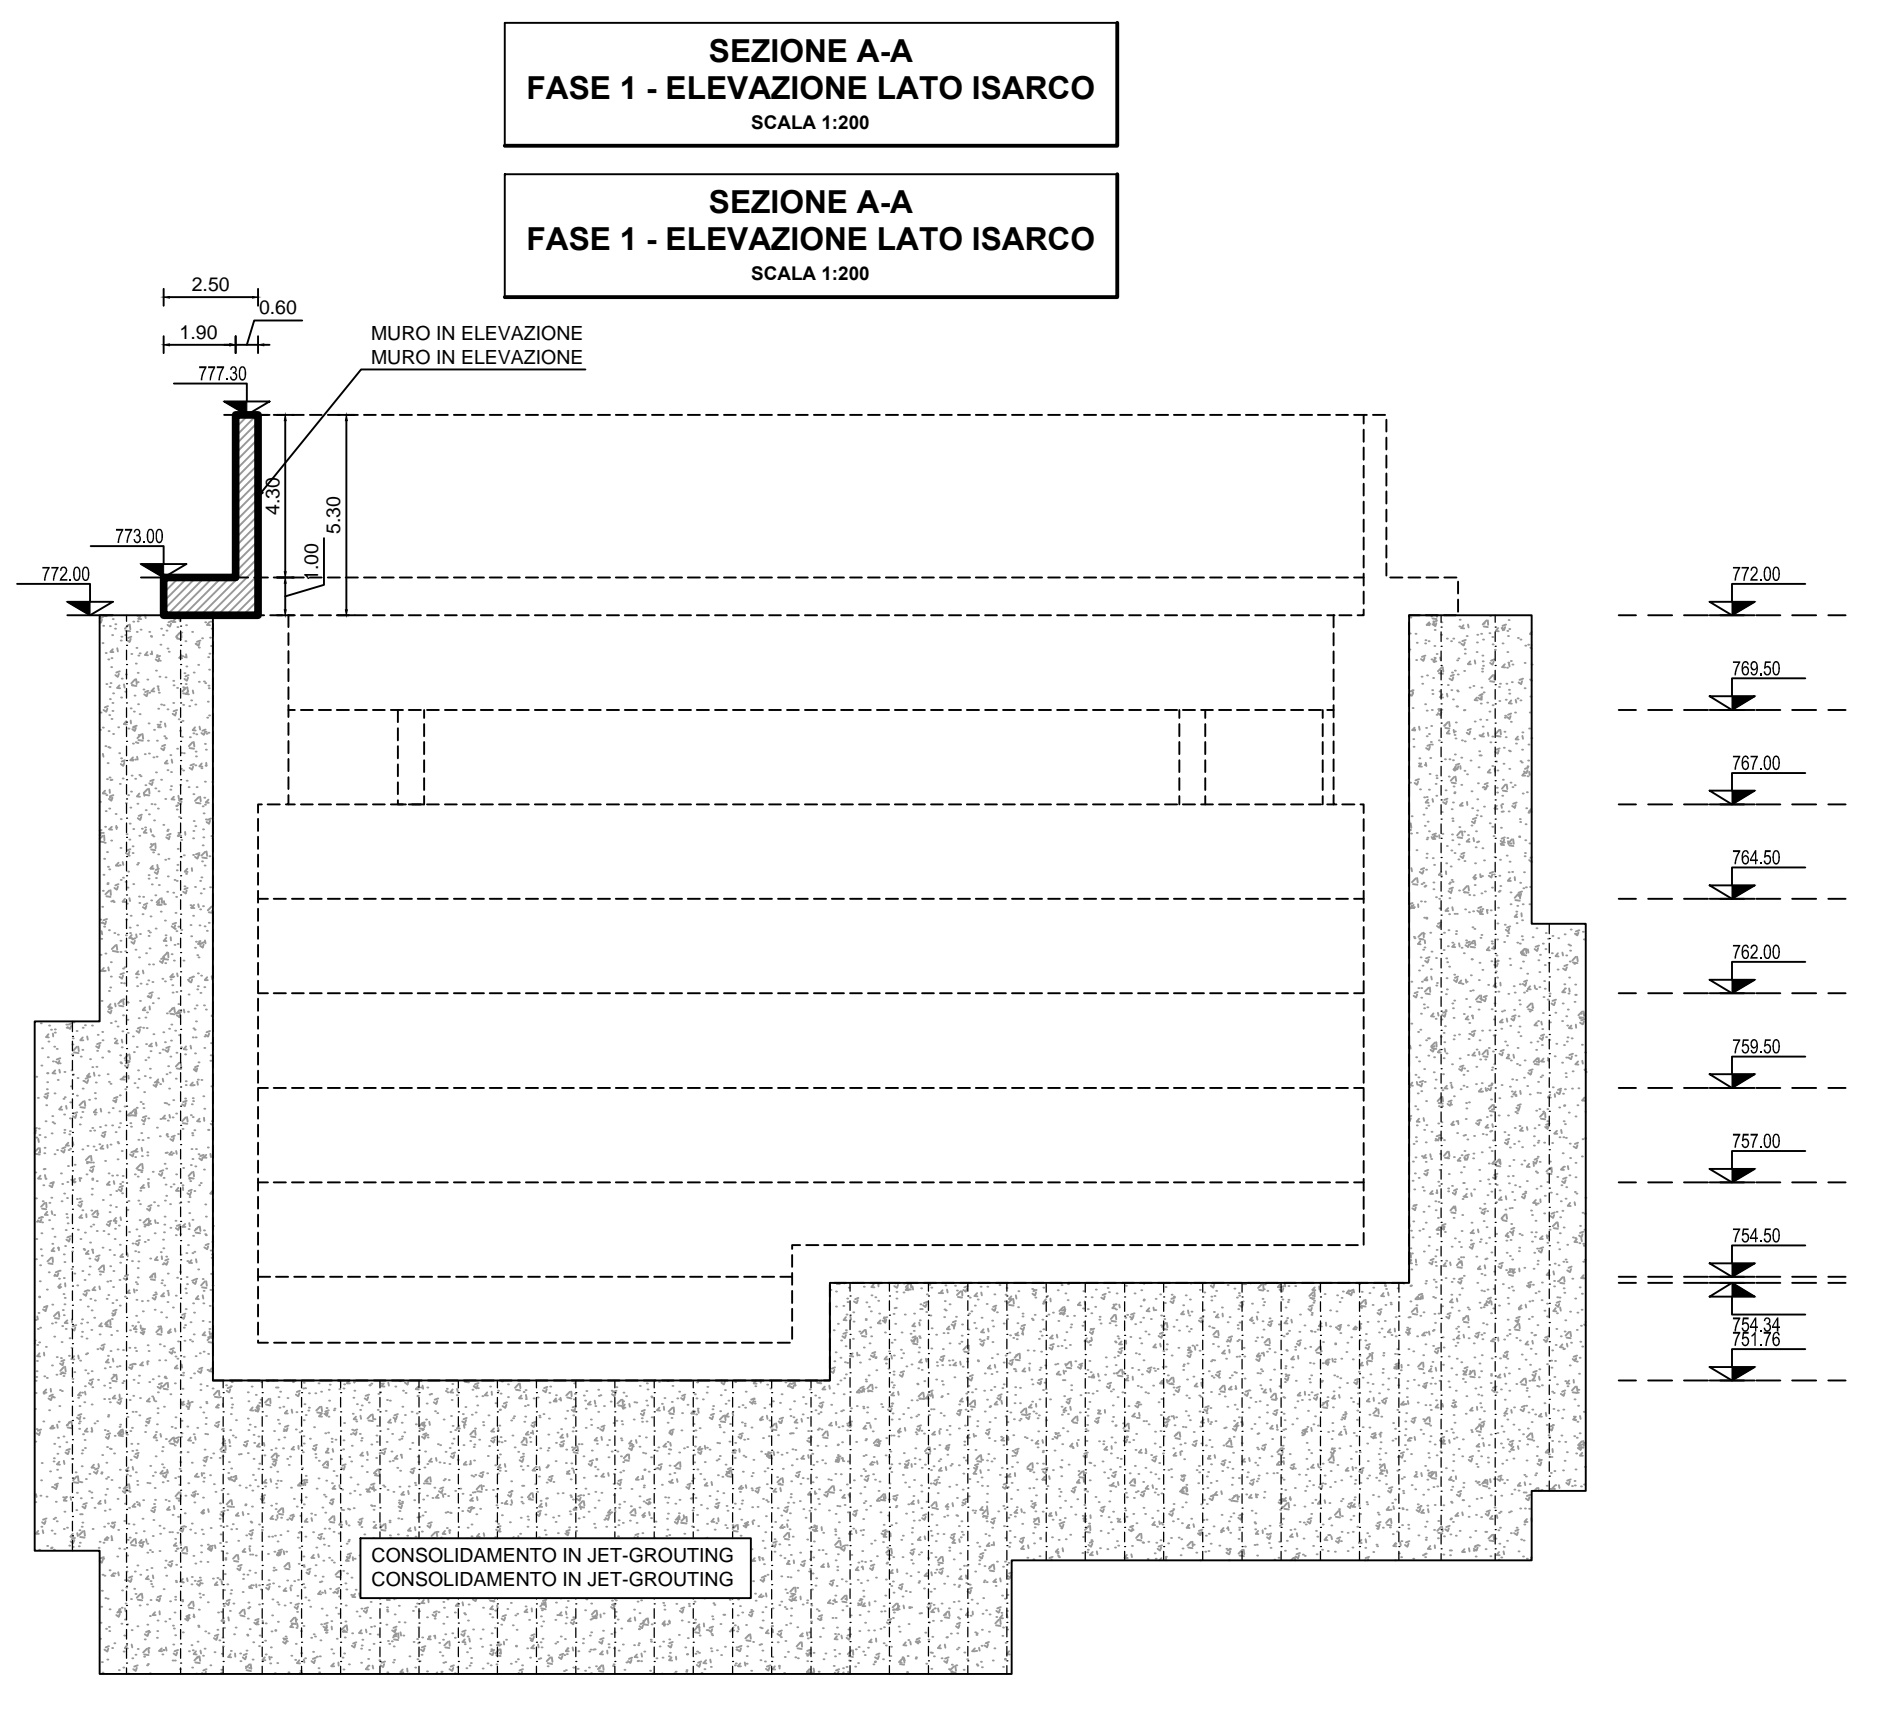 SEZIONE A-A
FASE 1 - ELEVAZIONE LATO ISARCO
SCALA 1:200
SEZIONE A-A
FASE 1 - ELEVAZIONE LATO ISARCO
SCALA 1:200
2.50
0.60
1.90
MURO IN ELEVAZIONE
MURO IN ELEVAZIONE
777.30
4.30
5.30
1.00
773.00
772.00
772.00
769.50
767.00
764.50
762.00
759.50
757.00
754.50
754.34
751.76
CONSOLIDAMENTO IN JET-GROUTING
CONSOLIDAMENTO IN JET-GROUTING